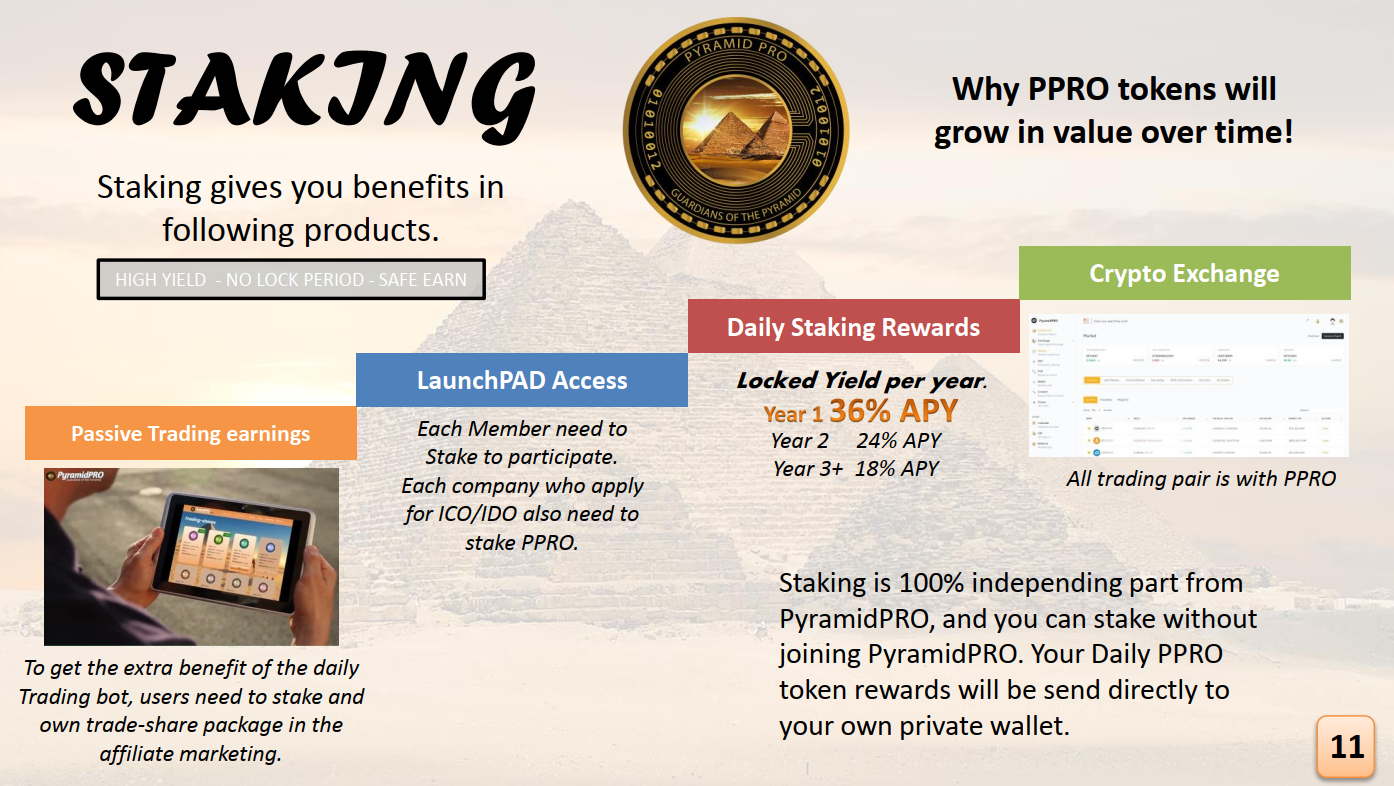 STAKING
Staking gives you benefits in
following products.
HIGH YIELD - NO LOCK PERIOD - SAFE EARN
PYRAMID PRO
GUARDIANS OF THE PYRAMID
Why PPRO tokens will
grow in value over time!
Passive Trading earnings
PyramidPRO
Trading-shares
To get the extra benefit of the daily
Trading bot, users need to stake and
own trade-share package in the
affiliate marketing.
LaunchPAD Access
Each Member need to
Stake to participate.
Each company who apply
for ICO/IDO also need to
stake PPRO.
Daily Staking Rewards
Locked Yield per year.
Year 1 36% APY
Year 2 24% APY
Year 3+ 18% APY
Crypto Exchange
PyramidPRO
Market
All trading pair is with PPRO
Staking is 100% independing part from
PyramidPRO, and you can stake without
joining PyramidPRO. Your Daily PPRO
token rewards will be send directly to
your own private wallet.
11